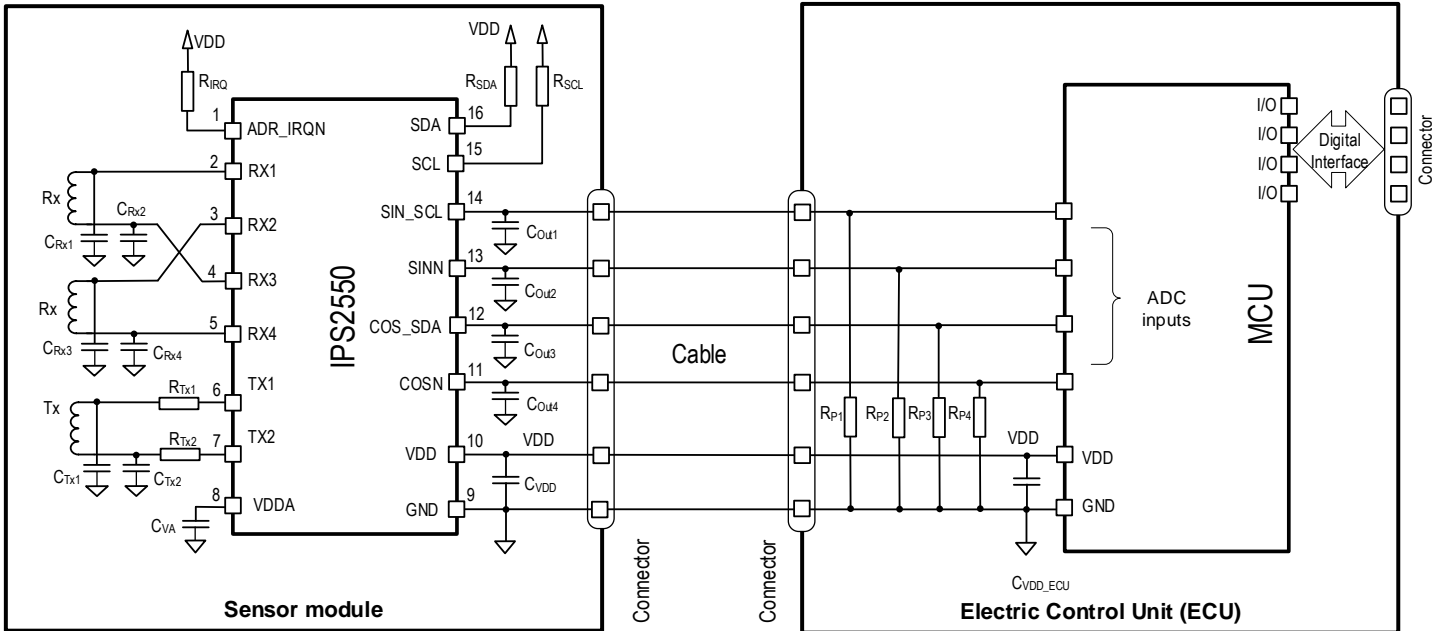 VDD
RIRQ
1
ADR_IRQN
2
RX1
Rx
CRx2
3
RX2
CRx1
4
RX3
Rx
5
RX4
CRx3
CRx4
TX1
RTx1
6
Tx
TX2
RTx2
7
CTx1
CTx2
8
VDDA
CVA
IPS2550
VDD
RSDA
RSCL
16
SDA
15
SCL
14
SIN_SCL
COut1
13
SINN
COut2
12
COS_SDA
COut3
11
COSN
COut4
10
VDD
VDD
CVDD
9
GND
Sensor module
Connector
Cable
Connector
RP1
RP2
RP3
RP4
VDD
CVDD_ECU
ADC
inputs
VDD
GND
MCU
I/O
I/O
I/O
I/O
Digital
Interface
Connector
Electric Control Unit (ECU)